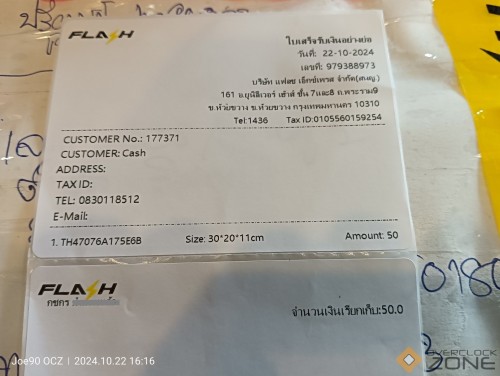 FLASH
ใบเสร็จรับเงินอย่างย่อ
วันที่: 22-10-2024
เลขที่: 979388973
บริษัท แฟลช เอ็กซ์เพรส จำกัด(สนญ.)
161 อ.ยูนิลีเวอร์ เฮ้าส์ ชั้น 7และ8 ถ.พระราม9
ข.ห้วยขวาง ข.ห้วยขวาง กรุงเทพมหานคร 10310
Tel:1436 Tax ID:0105560159254
CUSTOMER No.: 177371
CUSTOMER: Cash
ADDRESS:
TAX ID:
TEL: 0830118512
E-Mail:
1. TH47076A175E6B Size: 30*20*11cm Amount: 50
FLASH
กชกร
จำนวนเงินเรียกเก็บ:50.0
Joe90 OCZ | 2024.10.22 16:16
OVERCLOCK
ZONE